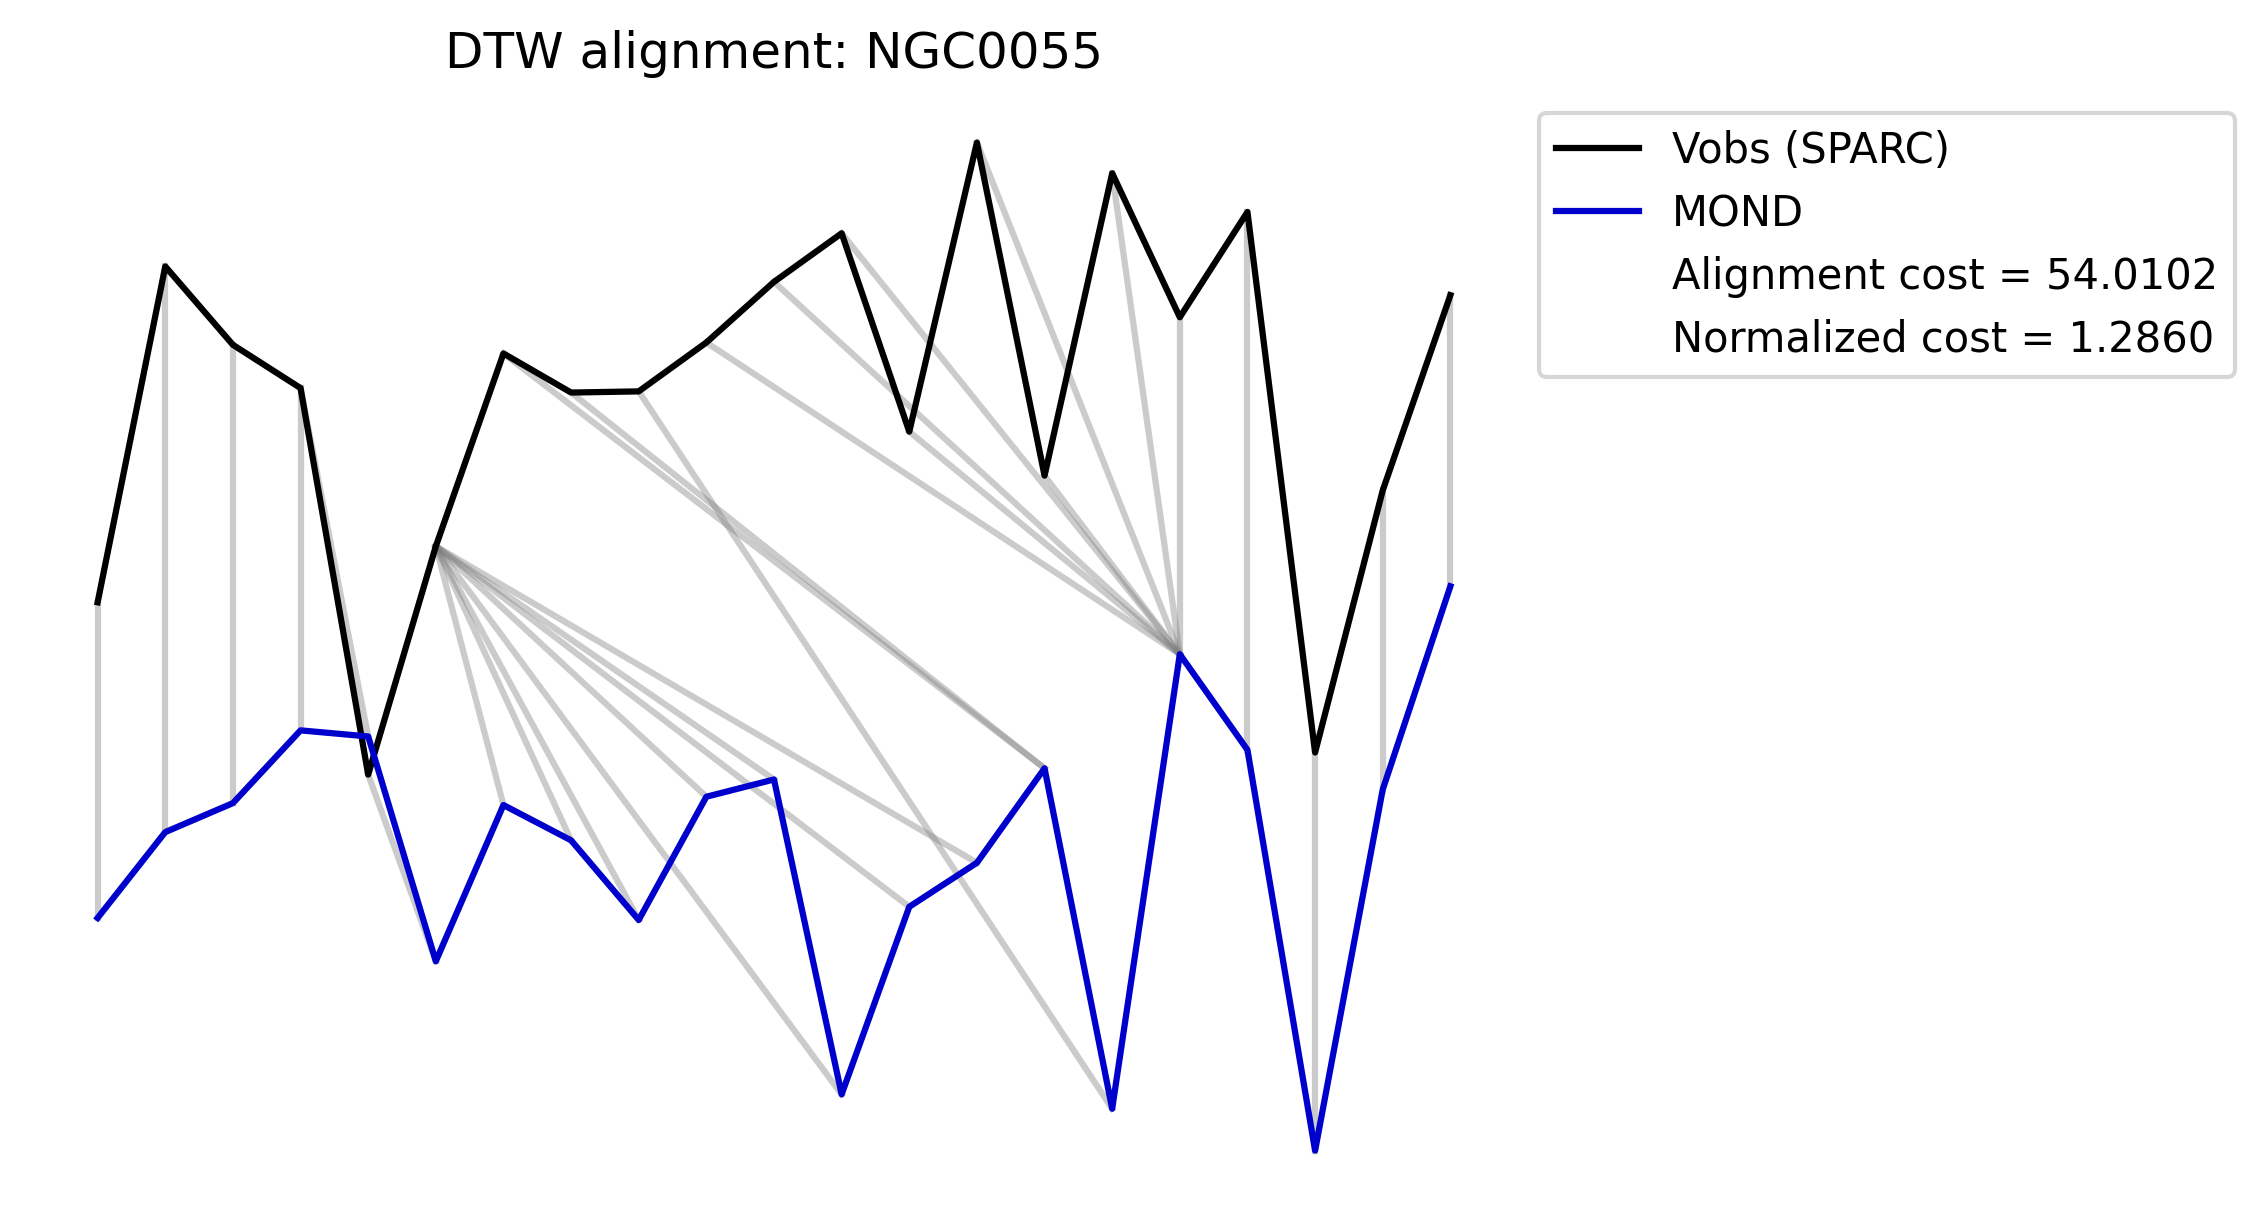 DTW alignment: NGC0055
Vobs (SPARC)
MOND
Alignment cost = 54.0102
Normalized cost = 1.2860